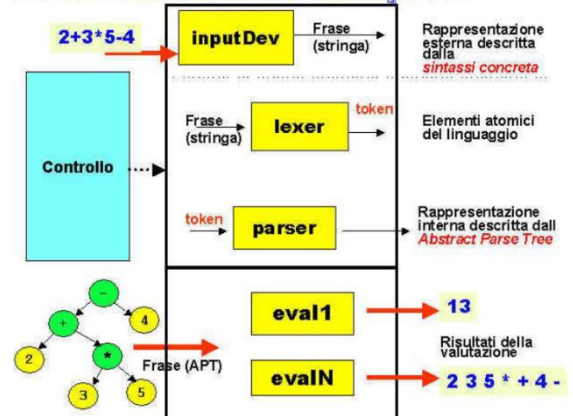 2+3*5-4
inputDev
Frase
(stringa)
Rappresentazione
esterna descritta
dalla
sintassi concreta
Frase
(stringa)
lexer
token
Elementi atomici
del linguaggio
Controllo
token
parser
Rappresentazione
interna descritta dall
Abstract Parse Tree
-
+
4
2
*
3
5
Frase (APT)
eval1
13
Risultati della
valutazione
evalN
2 3 5 * + 4 -